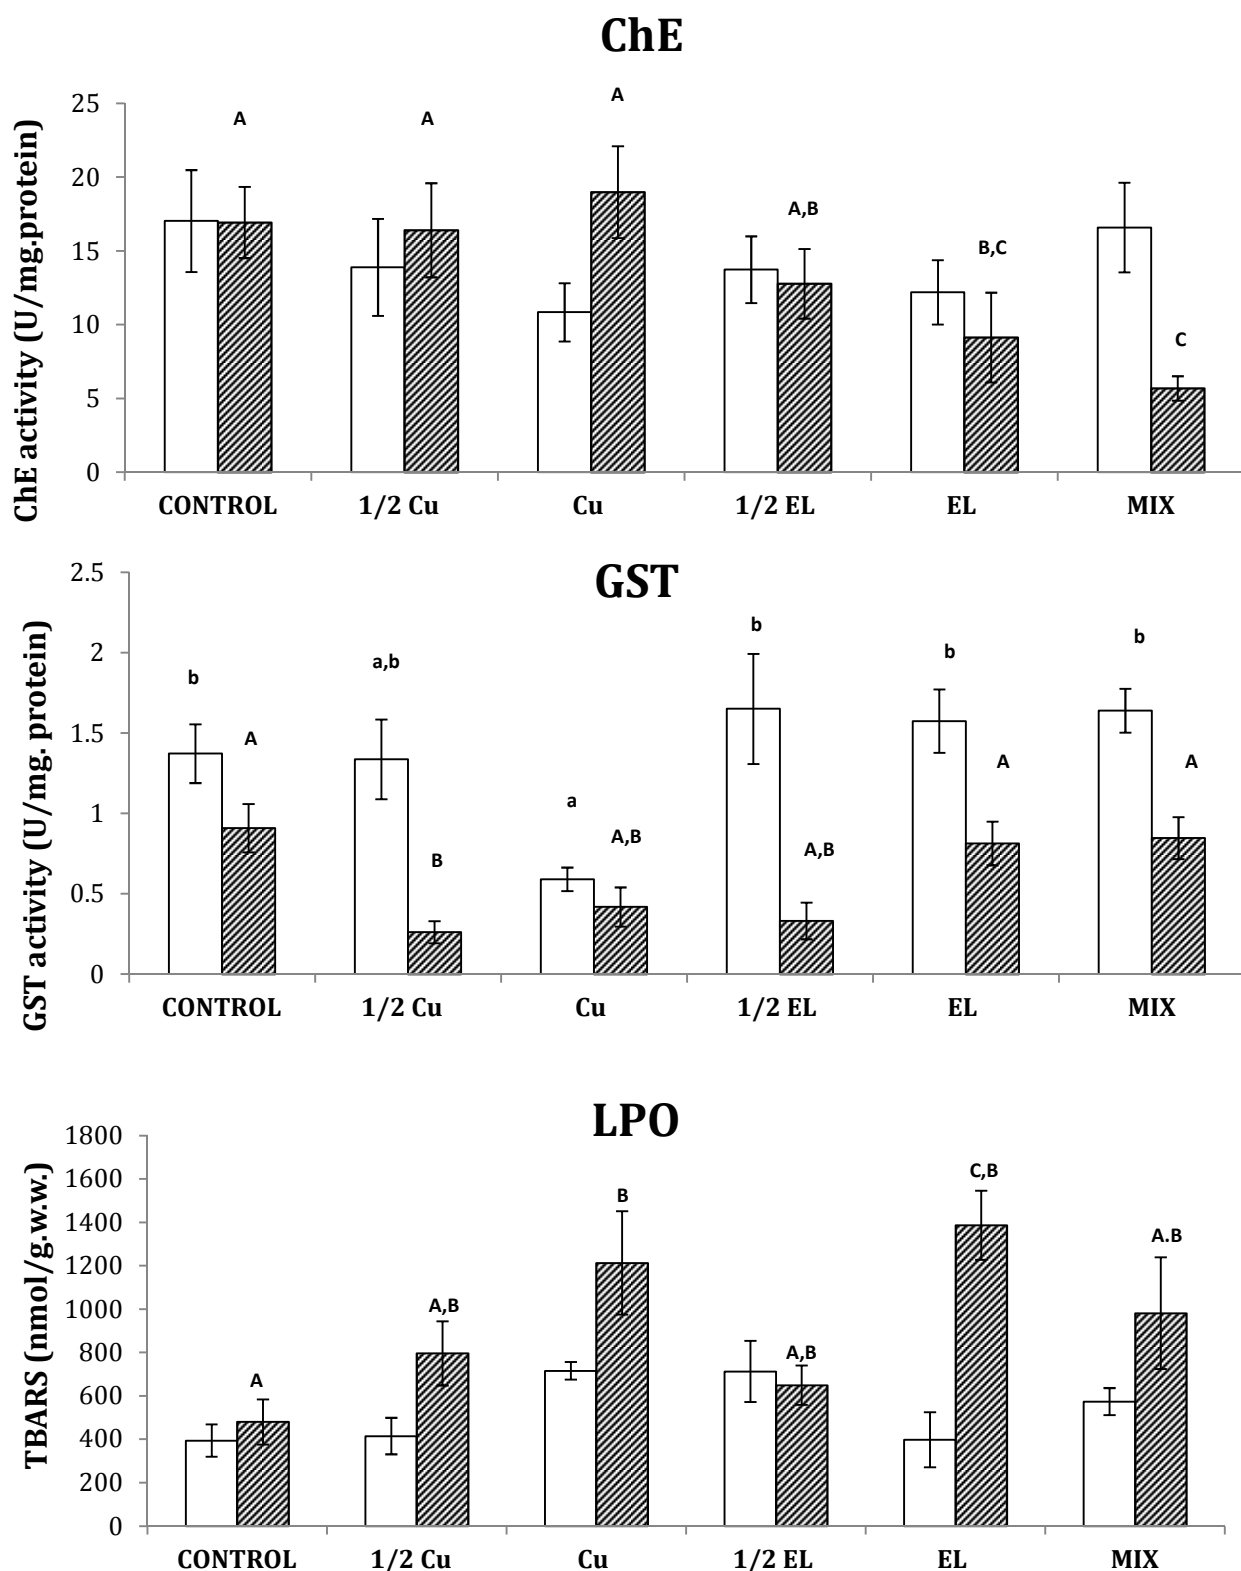 ChE
ChE activity (U/mg.protein)
25
20
15
10
5
0
A
A
A
A,B
B,C
C
CONTROL
1/2 Cu
Cu
1/2 EL
EL
MIX
GST
GST activity (U/mg. protein)
2.5
2
1.5
1
0.5
0
b
A
a,b
B
a
A,B
b
A,B
b
A
b
A
CONTROL
1/2 Cu
Cu
1/2 EL
EL
MIX
LPO
TBARS (nmol/g.w.w.)
1800
1600
1400
1200
1000
800
600
400
200
0
A
A,B
B
A,B
C,B
A.B
CONTROL
1/2 Cu
Cu
1/2 EL
EL
MIX